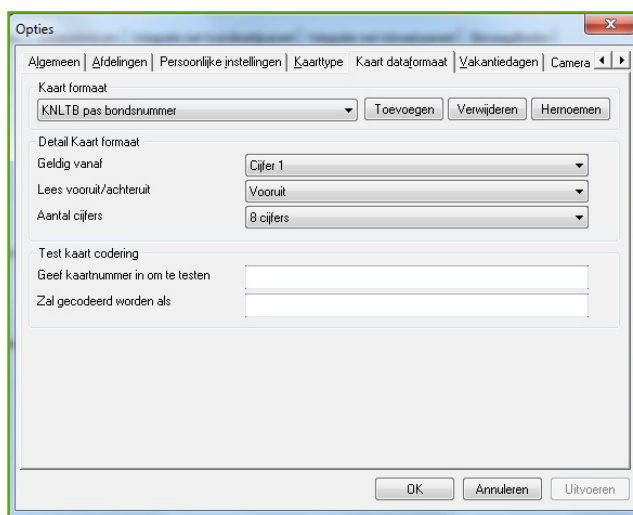 Opties
Algemeen Afdelingen Persoonlijke instellingen Kaarttype Kaart dataformaat Vakantiedagen Camera
Kaart formaat
KNLTB pas bondsnummer Toevoegen Verwijderen Hernoemen
Detail Kaart formaat
Geldig vanaf Cijfer 1
Lees vooruit/achteruit Vooruit
Aantal cijfers 8 cijfers
Test kaart codering
Geef kaartnummer in om te testen
Zal gecodeerd worden als
OK Annuleren Uitvoeren